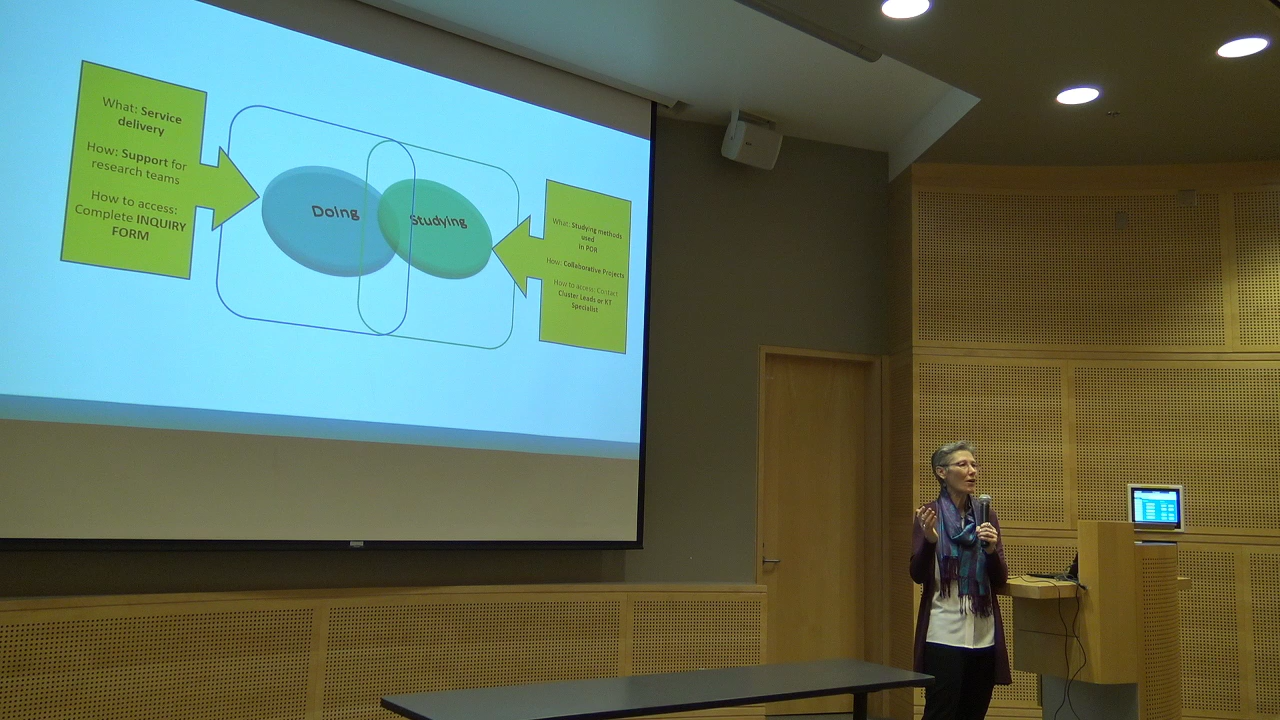 What: Service
delivery
How: Support for
research teams
How to access:
Complete INQUIRY
FORM
Doing
Studying
What: Studying methods
used
in POR
How: Collaborative Projects
How to access: Contact
Cluster Leads or KT
Specialist